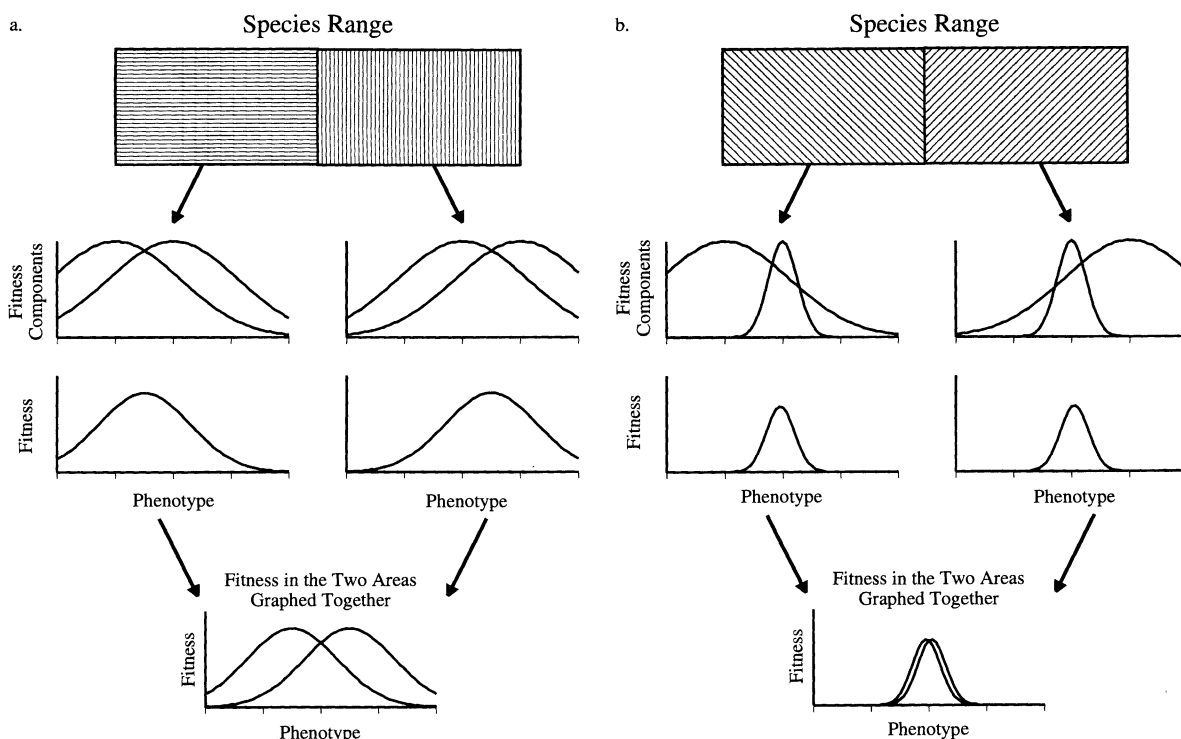 a.
Species Range
Fitness
Components
Fitness
Phenotype
Phenotype
Fitness in the Two Areas
Graphed Together
Fitness
Phenotype
b.
Species Range
Fitness
Components
Fitness
Phenotype
Phenotype
Fitness in the Two Areas
Graphed Together
Fitness
Phenotype